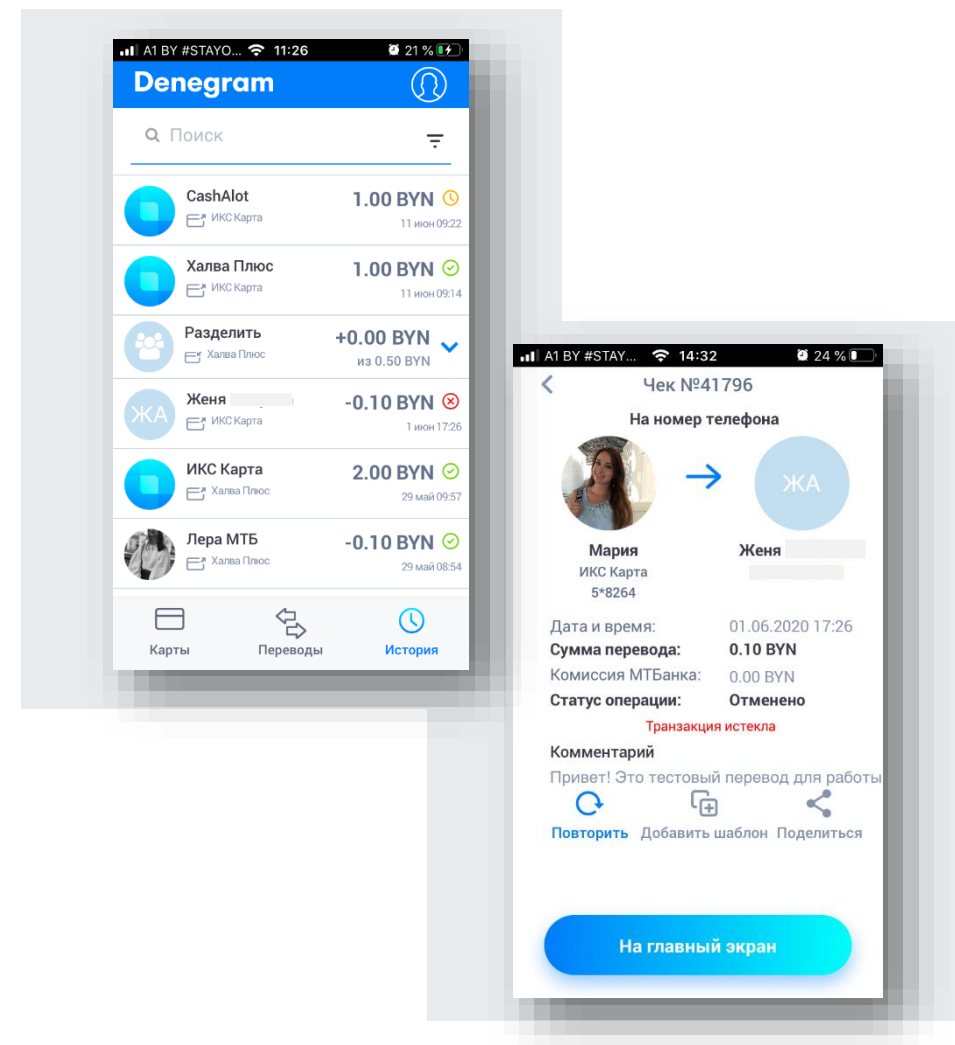 A1 BY #STAYO... 11:26 21 %
Denegram
Поиск
CashAlot 1.00 BYN
ИКС Карта 11 июн 09:22
Халва Плюс 1.00 BYN
ИКС Карта 11 июн 09:14
Разделить +0.00 BYN
Халва Плюс из 0.50 BYN
ЖА Женя -0.10 BYN
ИКС Карта 1 июн 17:26
ИКС Карта 2.00 BYN
Халва Плюс 29 май 09:57
Лера МТБ -0.10 BYN
Халва Плюс 29 май 08:54
Карты Переводы История
A1 BY #STAY... 14:32 24 %
Чек №41796
На номер телефона
ЖА
Мария Женя
ИКС Карта
5*8264
Дата и время: 01.06.2020 17:26
Сумма перевода: 0.10 BYN
Комиссия МТБанка: 0.00 BYN
Статус операции: Отменено
Транзакция истекла
Комментарий
Привет! Это тестовый перевод для работы
Повторить Добавить шаблон Поделиться
На главный экран